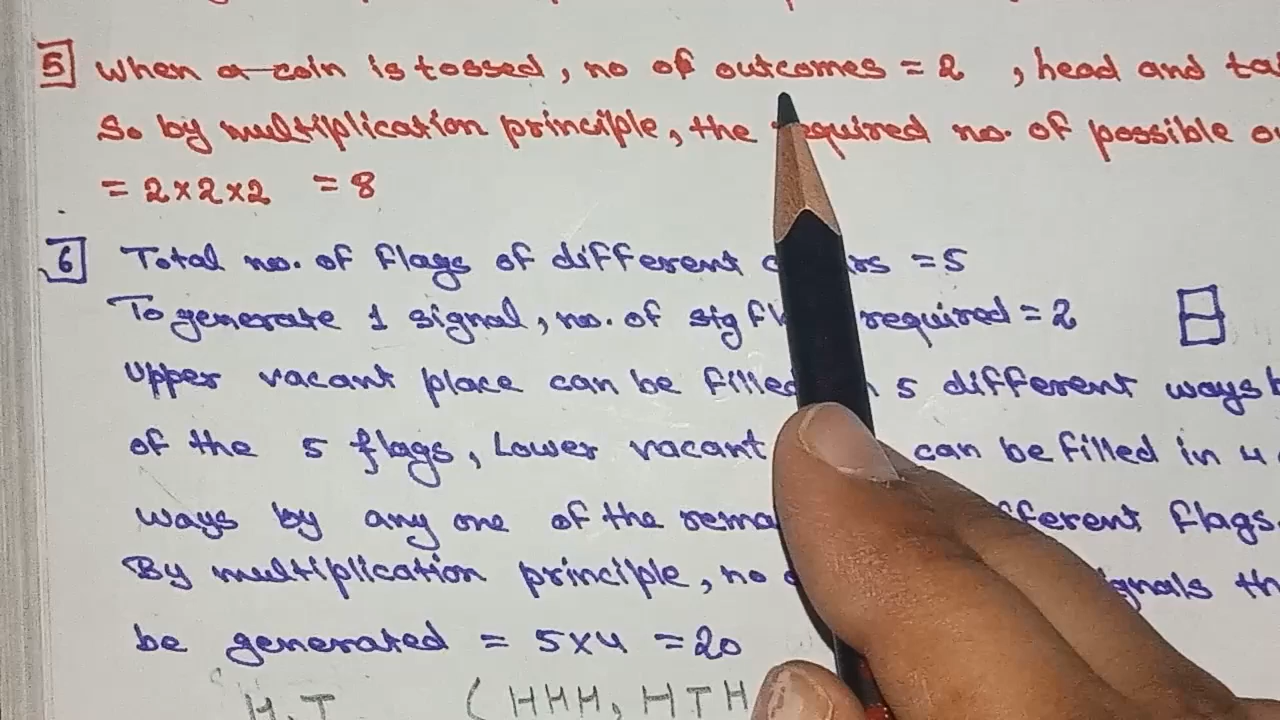 5 When a coin is tossed, no of outcomes = 2 , head and
So by multiplication principle, the required no. of possible
= 2×2×2 = 8
6 Total no. of flags of different = 5
To generate 1 signal, no. of sig required = 2
Upper vacant place can be filled 5 different ways
of the 5 flags, Lower vacant can be filled in 4
ways by any one of the flags,
By multiplication principle, no
be generated = 5×4 = 20
H, T (HHH, HTH